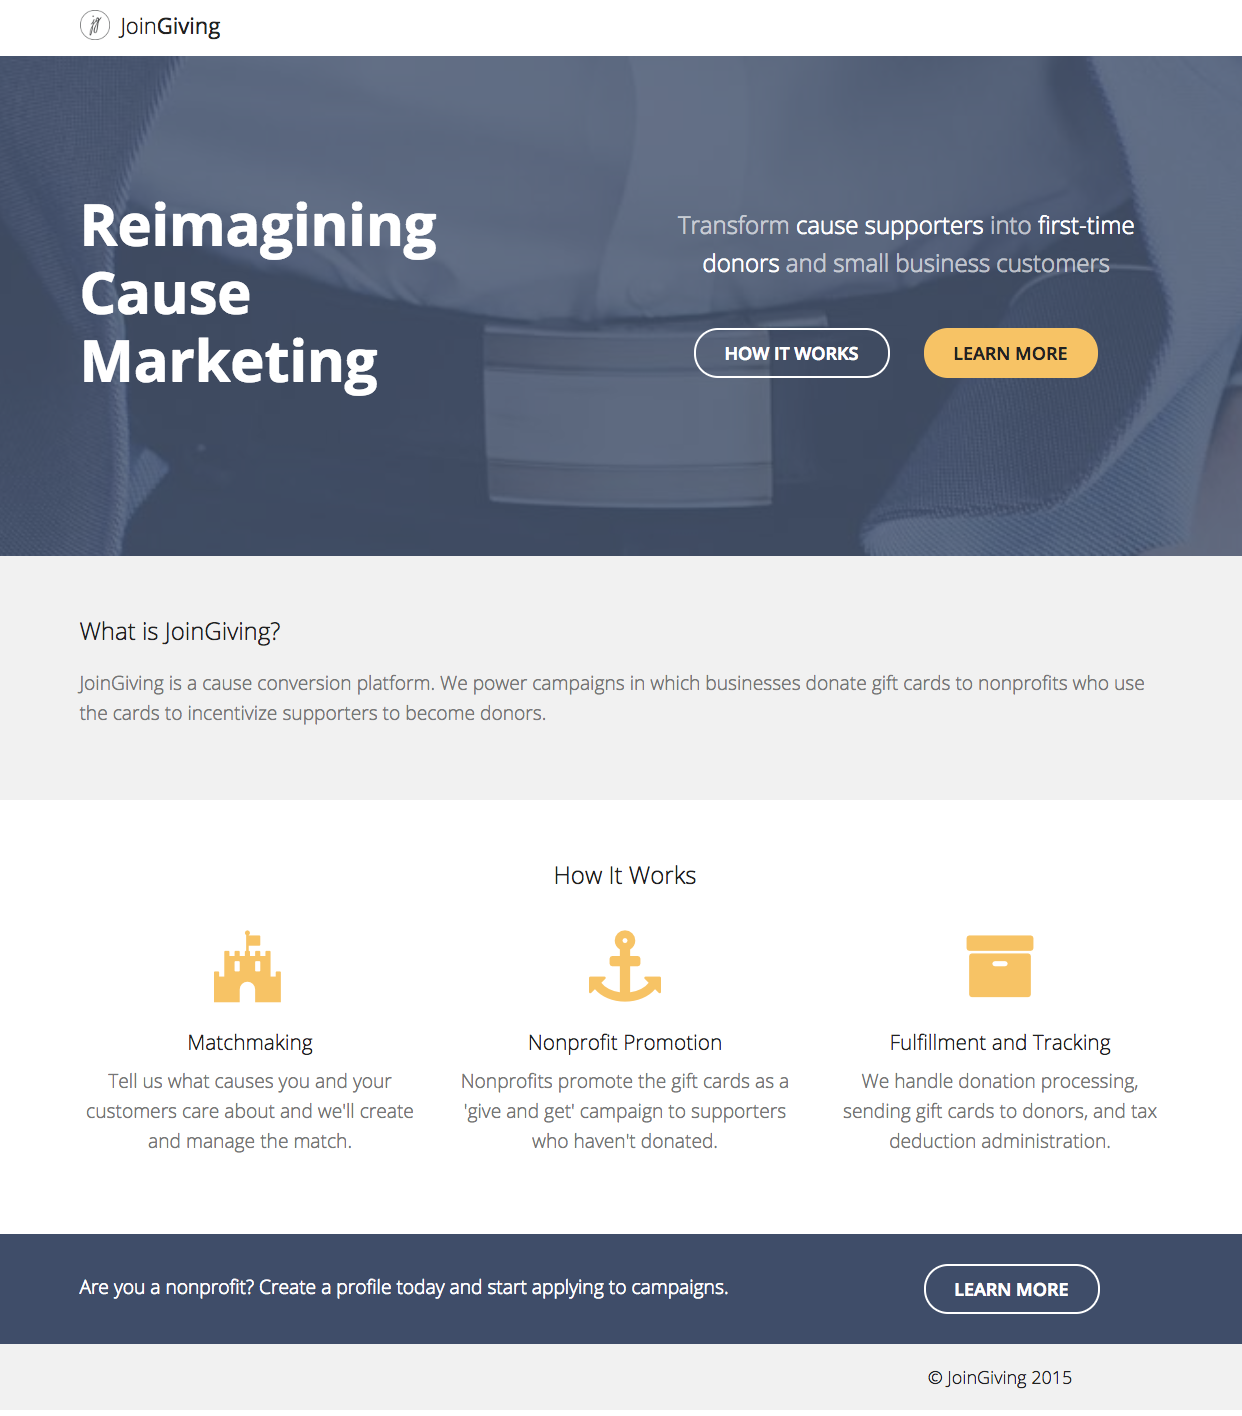 jg JoinGiving
Reimagining
Cause
Marketing
Transform cause supporters into first-time
donors and small business customers
HOW IT WORKS
LEARN MORE
What is JoinGiving?
JoinGiving is a cause conversion platform. We power campaigns in which businesses donate gift cards to nonprofits who use
the cards to incentivize supporters to become donors.
How It Works
Matchmaking
Tell us what causes you and your
customers care about and we'll create
and manage the match.
Nonprofit Promotion
Nonprofits promote the gift cards as a
'give and get' campaign to supporters
who haven't donated.
Fulfillment and Tracking
We handle donation processing,
sending gift cards to donors, and tax
deduction administration.
Are you a nonprofit? Create a profile today and start applying to campaigns.
LEARN MORE
© JoinGiving 2015